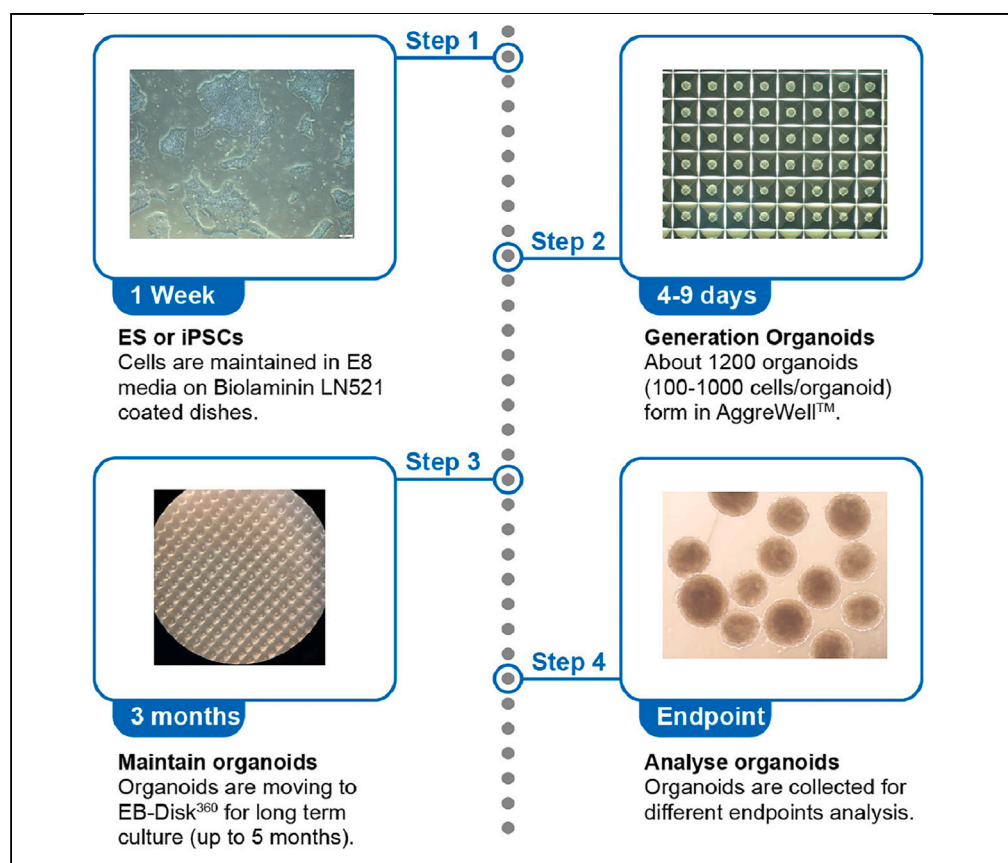 Step 1
1 Week
ES or iPSCs
Cells are maintained in E8
media on Biolaminin LN521
coated dishes.
Step 2
4-9 days
Generation Organoids
About 1200 organoids
(100-1000 cells/organoid)
form in AggreWell™.
Step 3
3 months
Maintain organoids
Organoids are moving to
EB-Disk³⁶⁰ for long term
culture (up to 5 months).
Step 4
Endpoint
Analyse organoids
Organoids are collected for
different endpoints analysis.